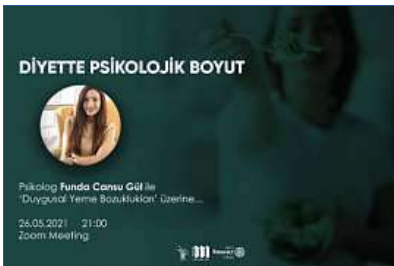 DİYETTE PSİKOLOJİK BOYUT
Psikolog Funda Cansu Gül ile
'Duygusal Yeme Bozuklukları' üzerine...
26.05.2021 21:00
Zoom Meeting